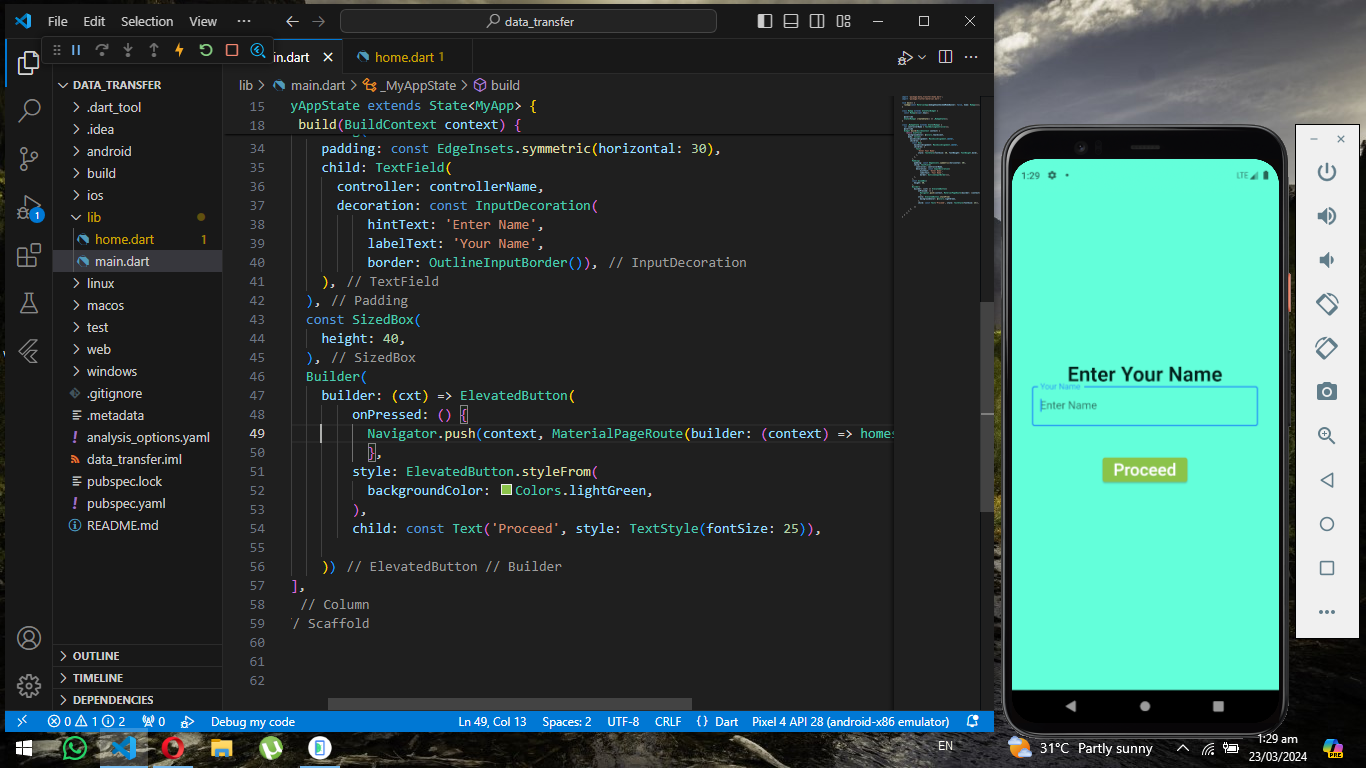 File Edit Selection View ··· data_transfer
in.dart home.dart 1
DATA_TRANSFER
.dart_tool
.idea
android
build
ios
lib
home.dart 1
main.dart
linux
macos
test
web
windows
.gitignore
.metadata
analysis_options.yaml
data_transfer.iml
pubspec.lock
pubspec.yaml
README.md
OUTLINE
TIMELINE
DEPENDENCIES
1
lib > main.dart > _MyAppState > build
15 yAppState extends State<MyApp> {
18 build(BuildContext context) {
34 padding: const EdgeInsets.symmetric(horizontal: 30),
35 child: TextField(
36 controller: controllerName,
37 decoration: const InputDecoration(
38 hintText: 'Enter Name',
39 labelText: 'Your Name',
40 border: OutlineInputBorder()), // InputDecoration
41 ), // TextField
42 ), // Padding
43 const SizedBox(
44 height: 40,
45 ), // SizedBox
46 Builder(
47 builder: (cxt) => ElevatedButton(
48 onPressed: () {
49 Navigator.push(context, MaterialPageRoute(builder: (context) => homes
50 },
51 style: ElevatedButton.styleFrom(
52 backgroundColor: Colors.lightGreen,
53 ),
54 child: const Text('Proceed', style: TextStyle(fontSize: 25)),
55
56 )) // ElevatedButton // Builder
57 ],
58 // Column
59 / Scaffold
60
61
62
0 1 2 0 Debug my code Ln 49, Col 13 Spaces: 2 UTF-8 CRLF {} Dart Pixel 4 API 28 (android-x86 emulator)
1:29 LTE
Enter Your Name
Your Name
Enter Name
Proceed
EN 31°C Partly sunny 1:29 am
23/03/2024
PRE